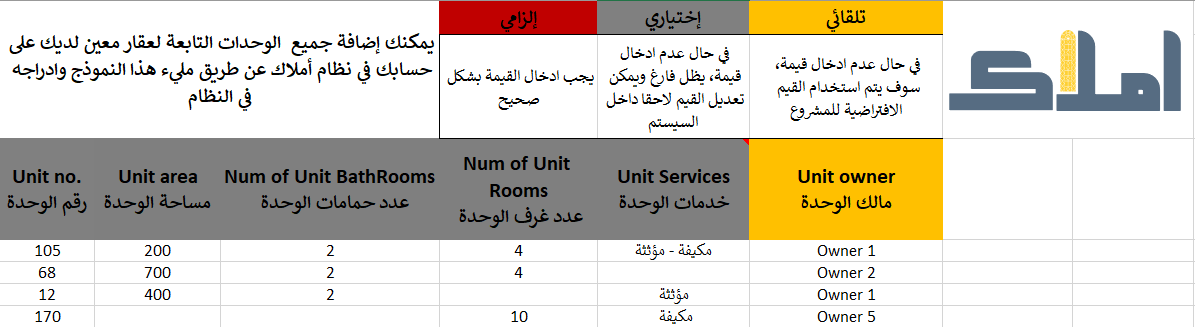 تلقائي
إختياري
إلزامي
في حال عدم ادخال قيمة،
سوف يتم استخدام القيم
الافتراضية للمشروع
في حال عدم ادخال
قيمة، يظل فارغ ويمكن
تعديل القيم لاحقا داخل
السيستم
يجب ادخال القيمة بشكل
صحيح
يمكنك إضافة جميع الوحدات التابعة لعقار معين لديك على
حسابك في نظام أملاك عن طريق مليء هذا النموذج وادراجه
في النظام
املاك
Unit no.
رقم الوحدة
Unit area
مساحة الوحدة
Num of Unit BathRooms
عدد حمامات الوحدة
Num of Unit
Rooms
عدد غرف الوحدة
Unit Services
خدمات الوحدة
Unit owner
مالك الوحدة
105 200 2 4 مكيفة - مؤثثة Owner 1
68 700 2 4 Owner 2
12 400 2 مؤثثة Owner 1
170 10 مكيفة Owner 5